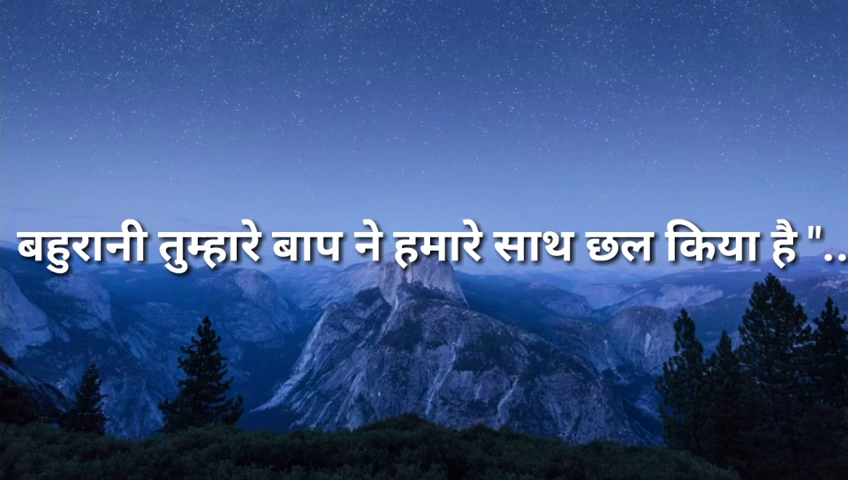 बहुरानी तुम्हारे बाप ने हमारे साथ छल किया है "..